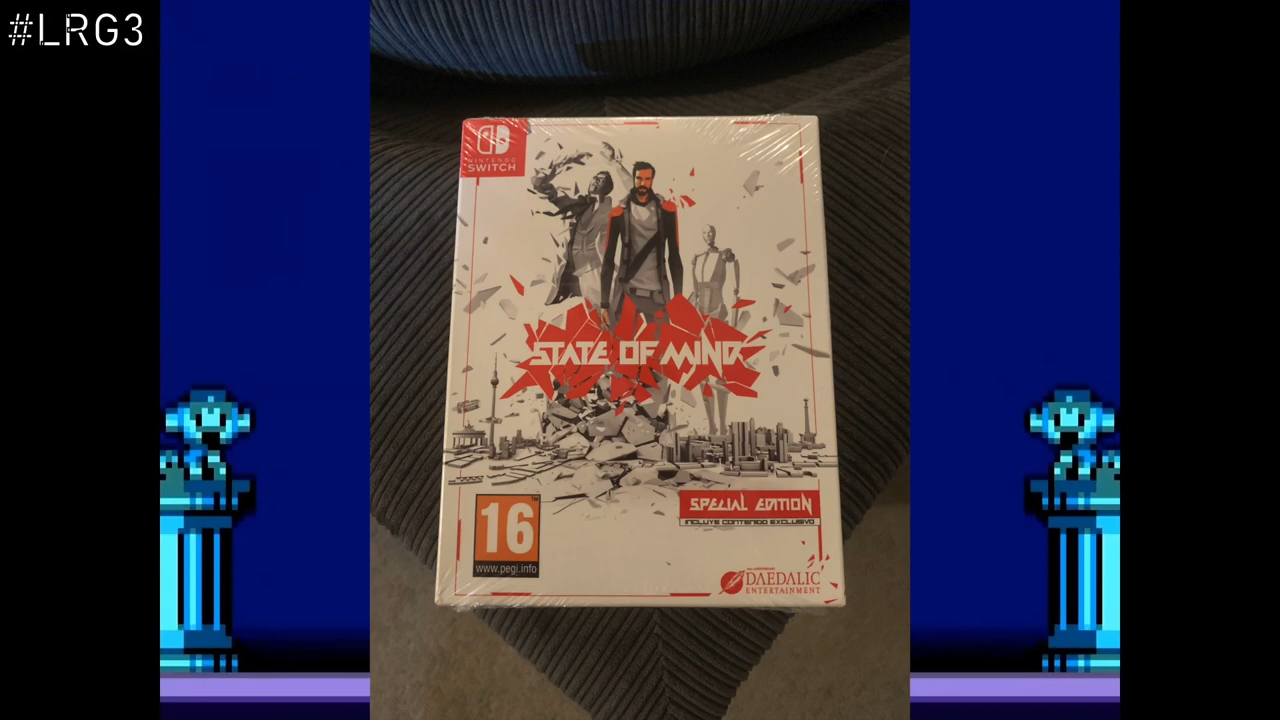 #LRG3
NINTENDO
SWITCH
STATE OF MIND
SPECIAL EDITION
INCLUYE CONTENIDO EXCLUSIVO
16
www.pegi.info
DAEDALIC
ENTERTAINMENT